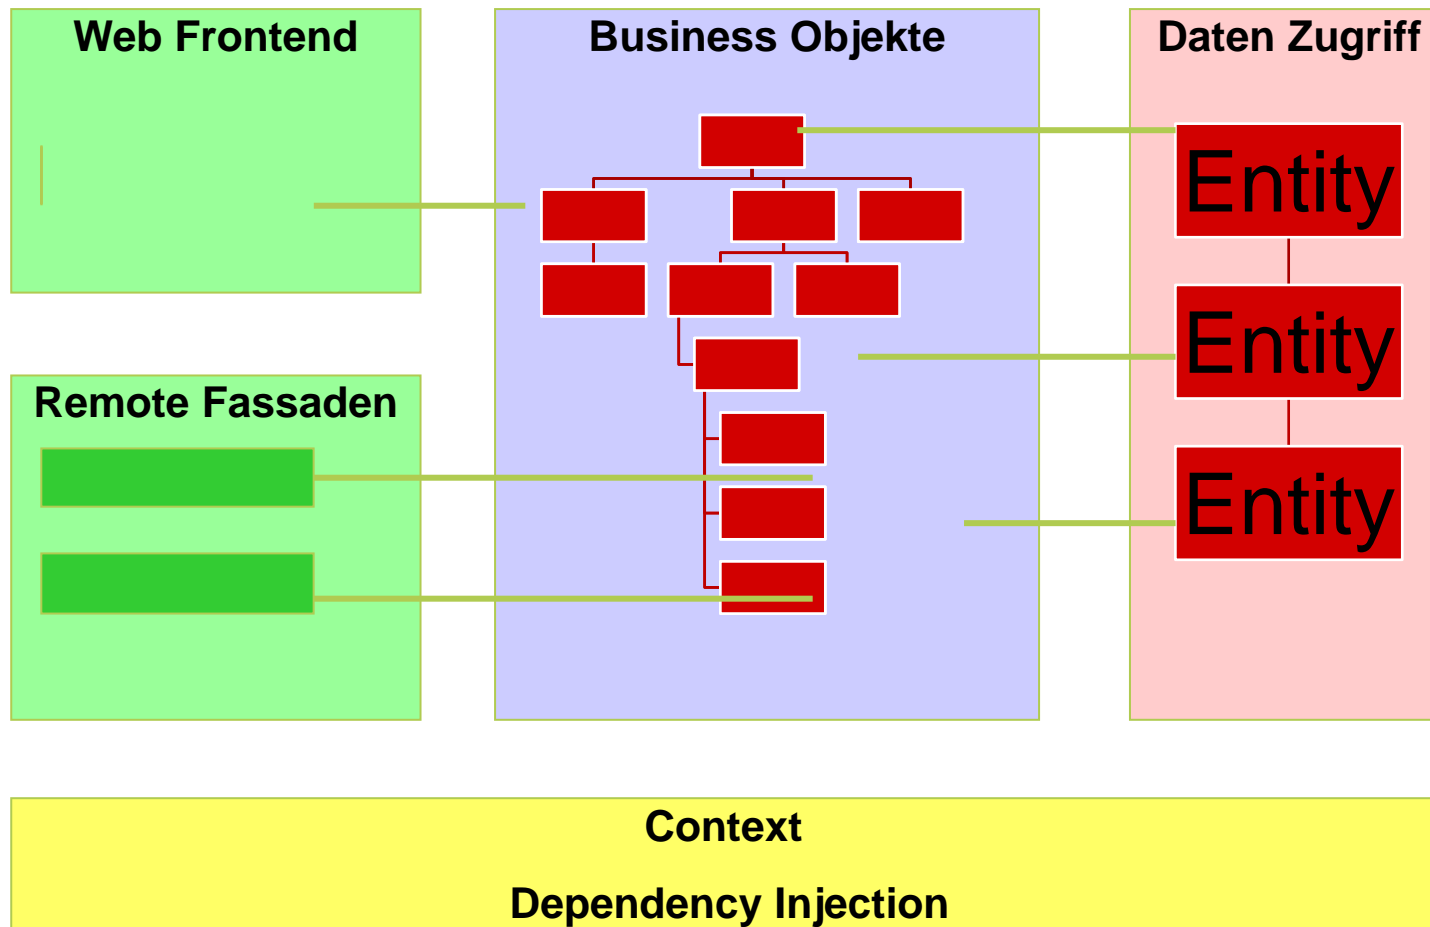 Web Frontend
Business Objekte
Daten Zugriff
Entity
Entity
Remote Fassaden
Entity
Context
Dependency Injection